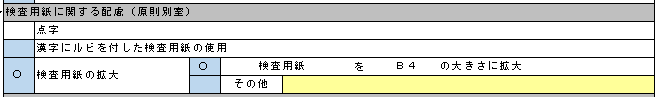 検査用紙に関する配慮（原則別室）
点字
漢字にルビを付した検査用紙の使用
○ 検査用紙の拡大 ○ 検査用紙 を Ｂ４ の大きさに拡大
その他